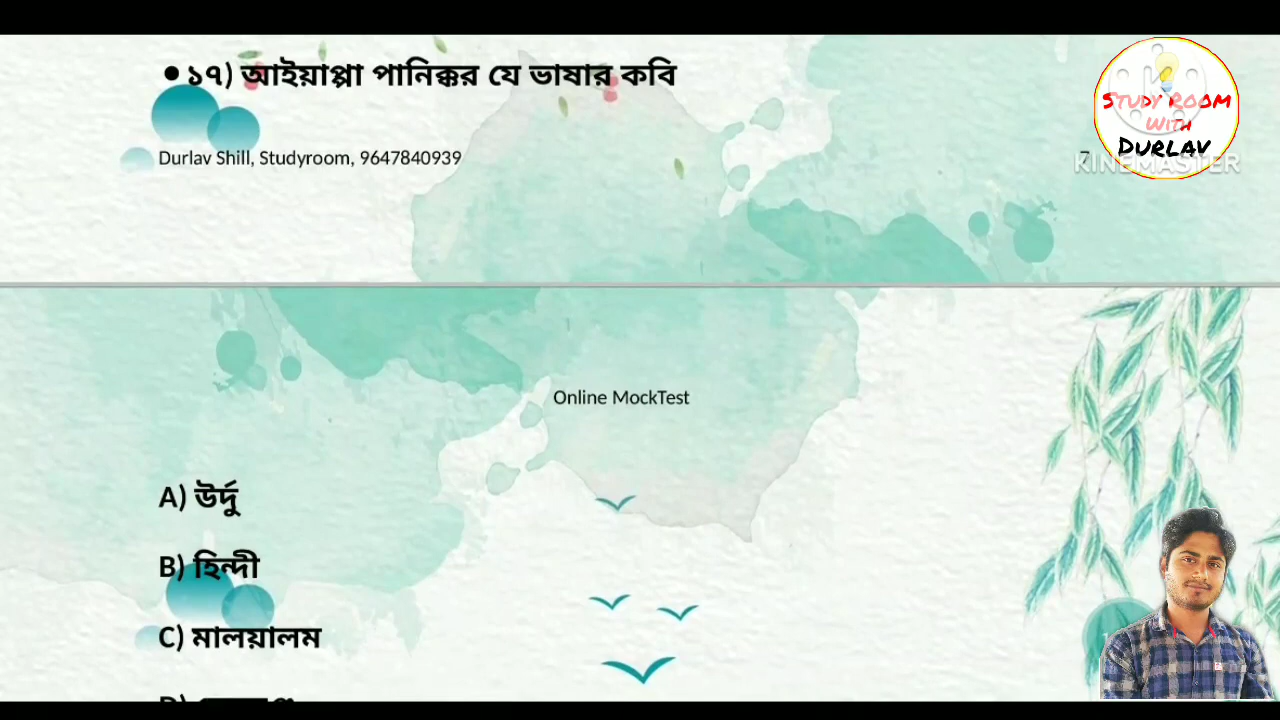 ● ১৭) আইয়াপ্পা পানিক্কর যে ভাষার কবি
STUDY ROOM
WITH
DURLAV
KINEMASTER
Durlav Shill, Studyroom, 9647840939
Online MockTest
A) উর্দু
B) হিন্দী
C) মালয়ালম
D)